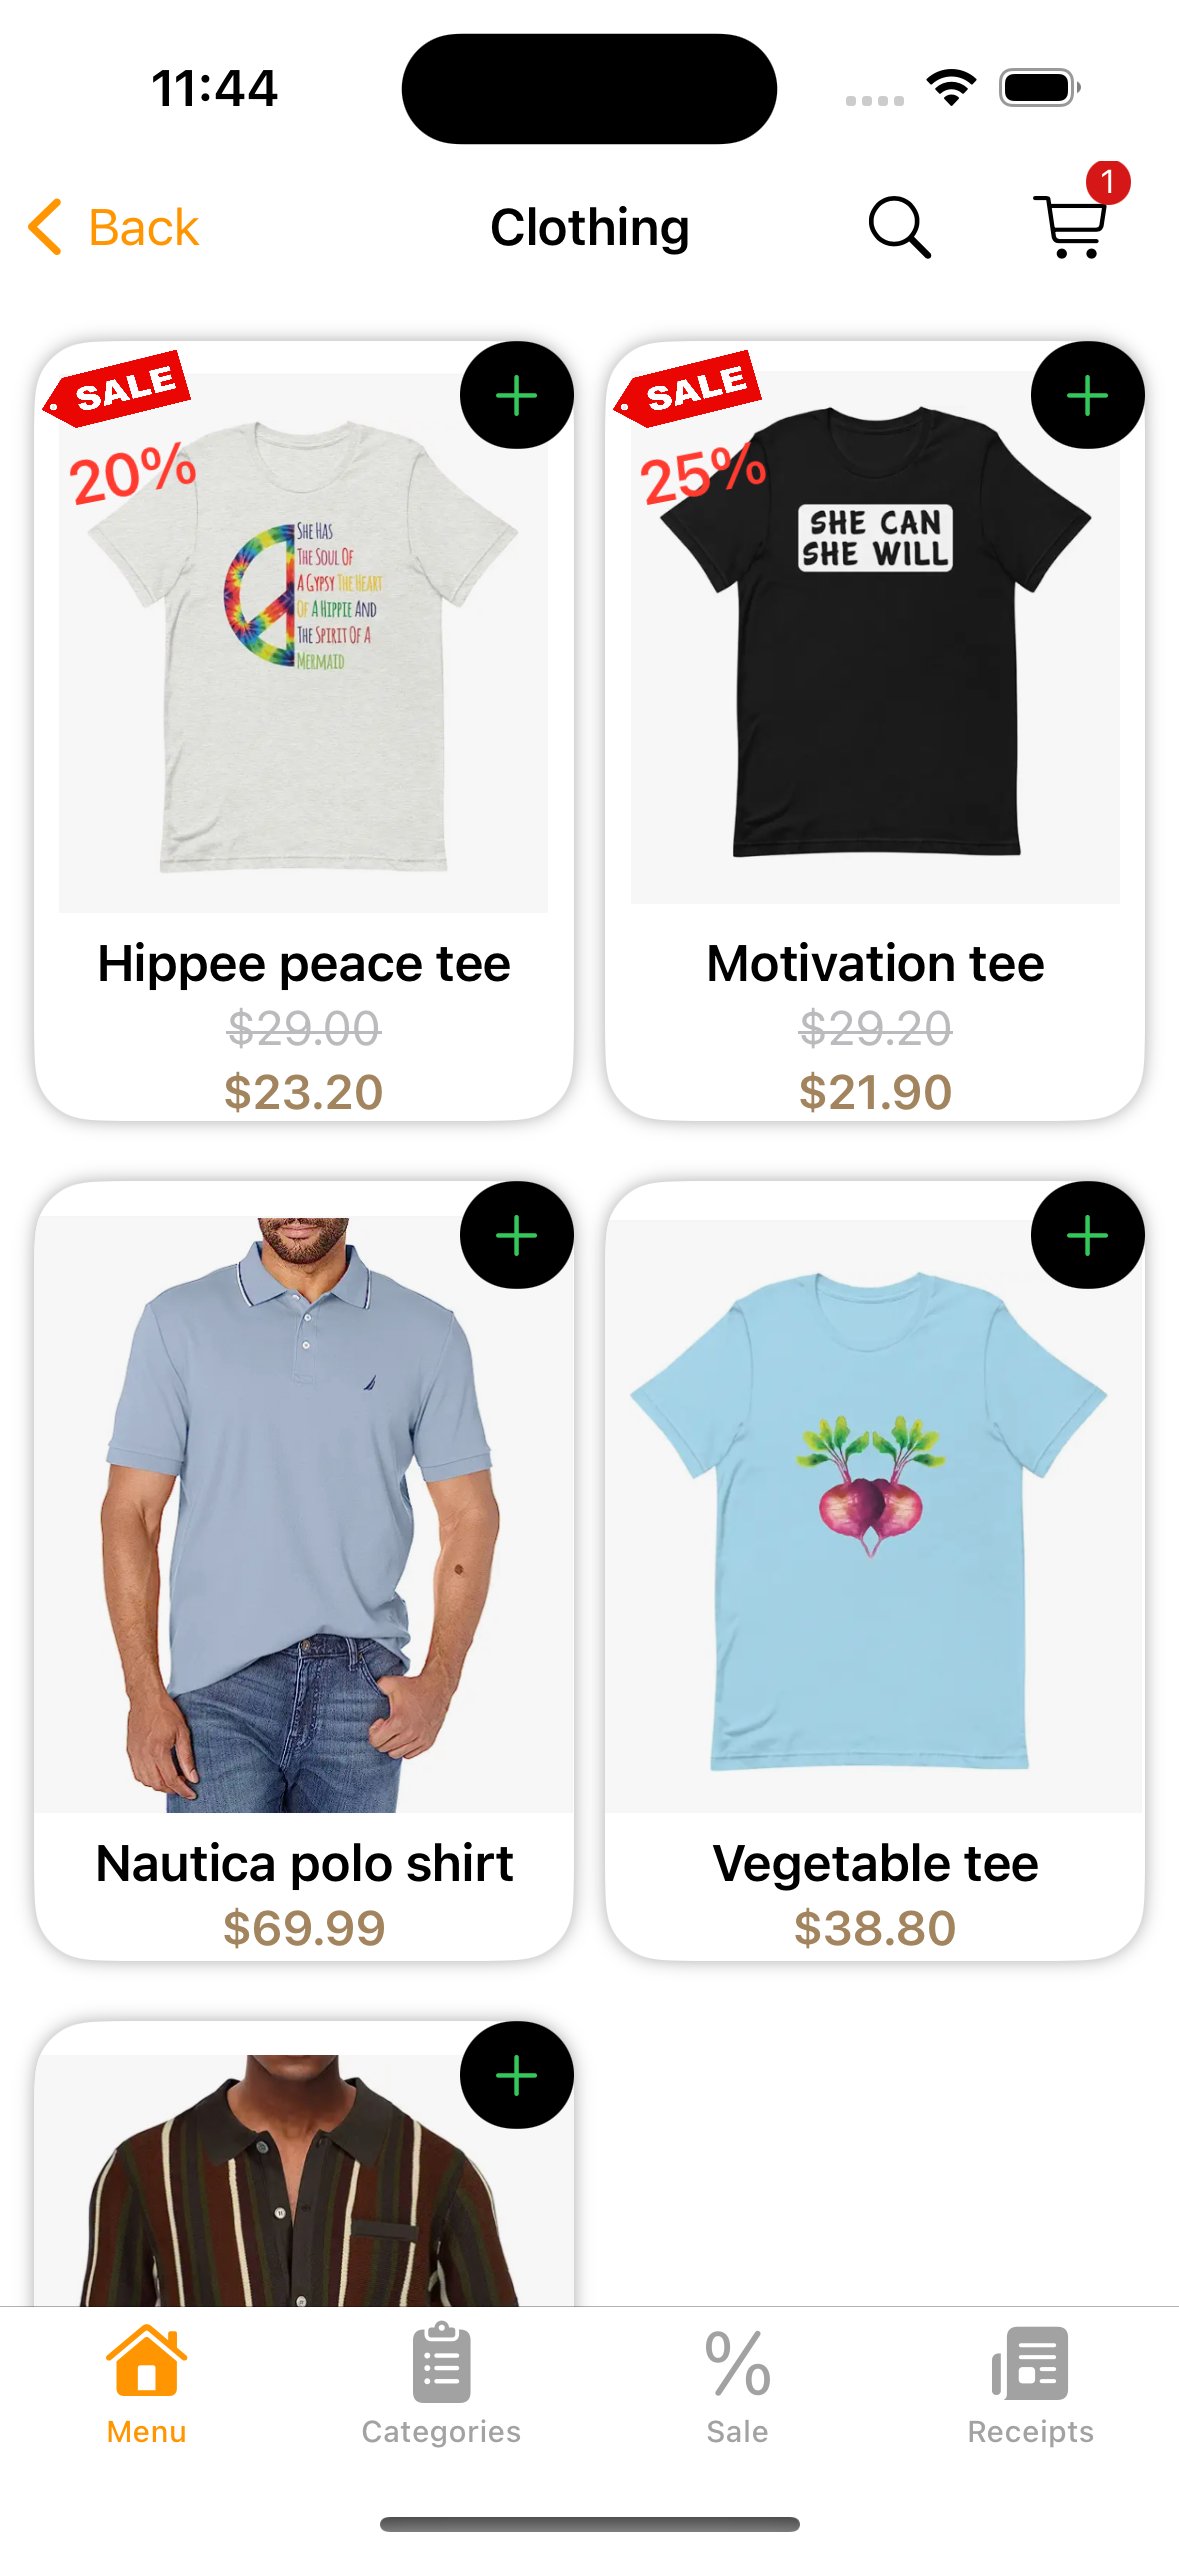 11:44
Back
Clothing
1
SALE
20%
SHE HAS
THE SOUL OF
A GYPSY THE HEART
OF A HIPPIE AND
THE SPIRIT OF A
MERMAID
Hippee peace tee
$29.00
$23.20
SALE
25%
SHE CAN
SHE WILL
Motivation tee
$29.20
$21.90
Nautica polo shirt
$69.99
Vegetable tee
$38.80
Menu
Categories
Sale
Receipts